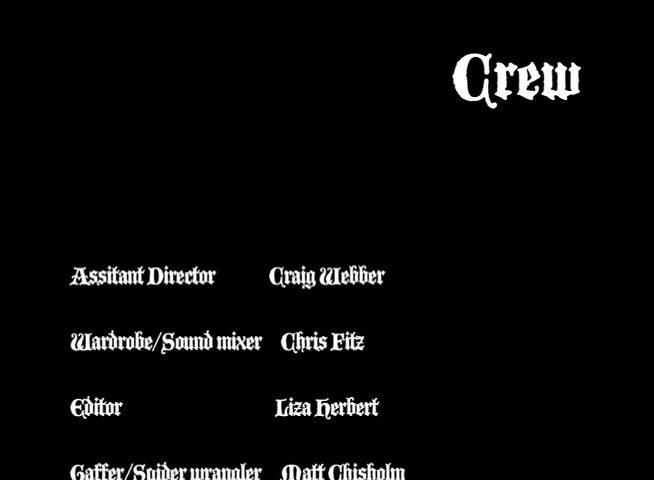 Crew
Assitant Director Craig Webber
Wardrobe/Sound mixer Chris Fitz
Editor Liza Herbert
Gaffer/Spider wrangler Matt Chisholm